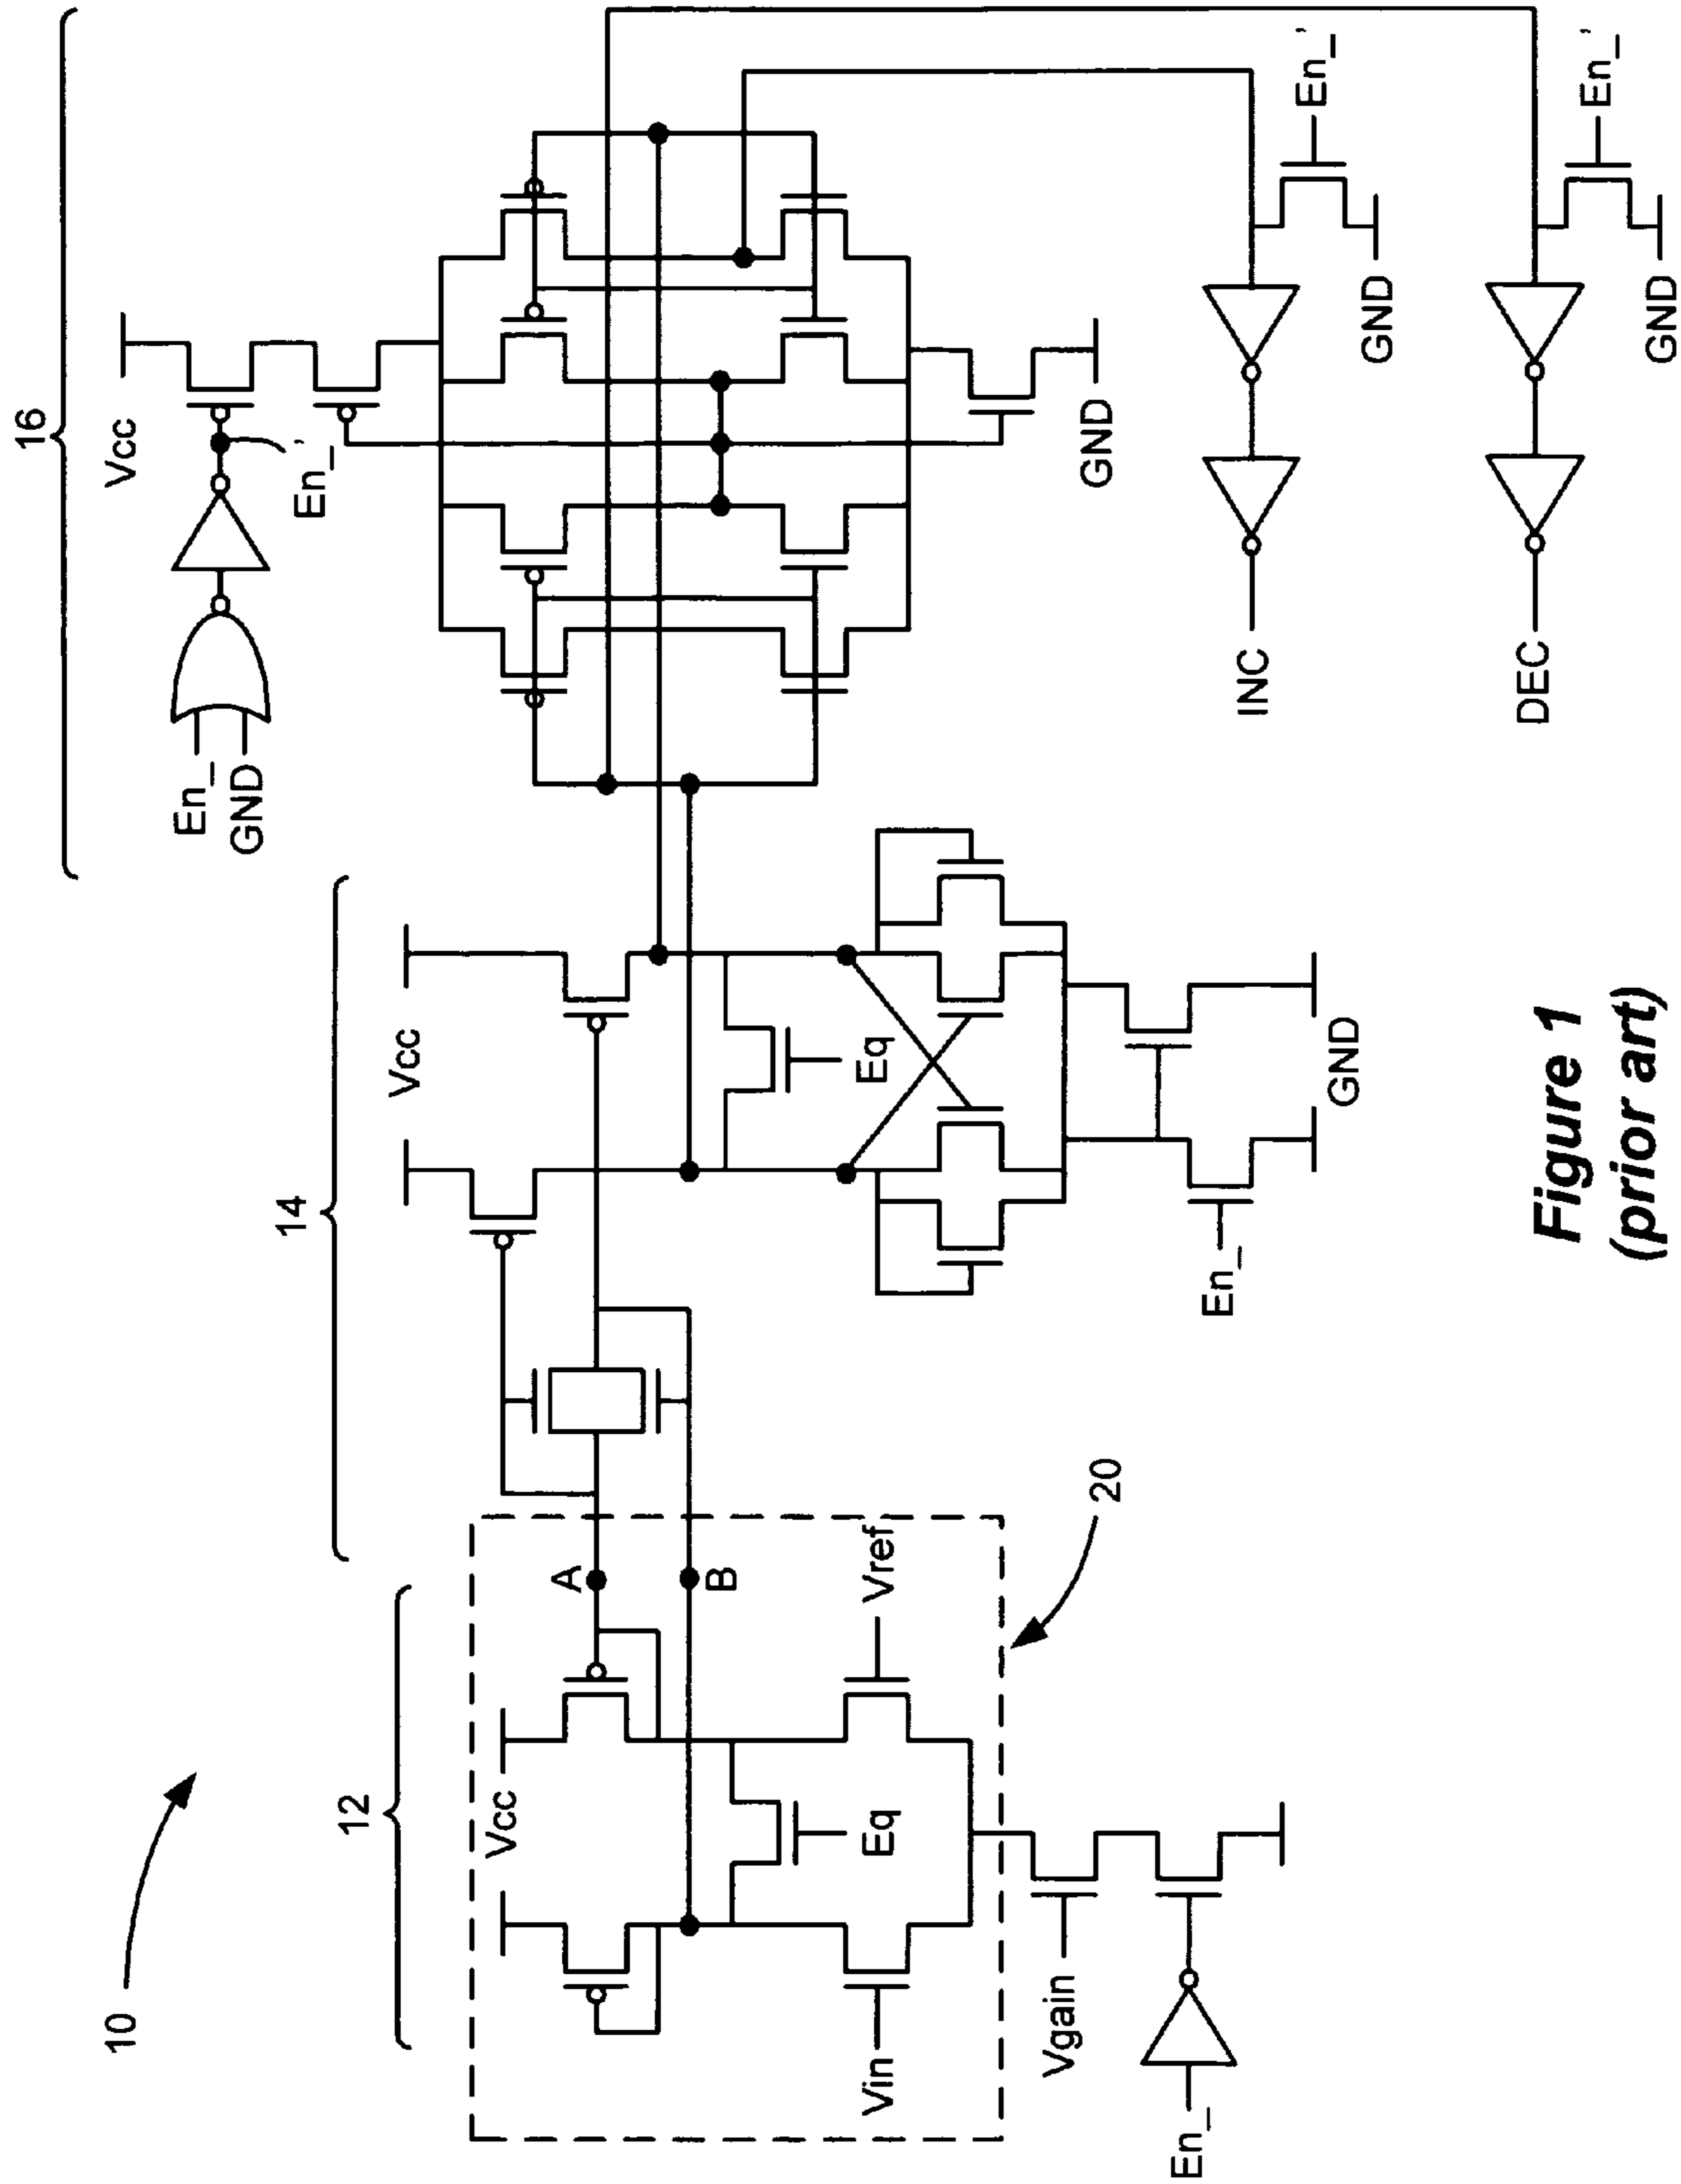 10
12
14
16
Vcc
A
B
Eq
Vin
Vref
20
Vgain
En_
Vcc
Eq
En_
GND
En_
GND
Vcc
En_'
GND
INC
En_'
GND
DEC
En_'
GND
Figure 1
(prior art)